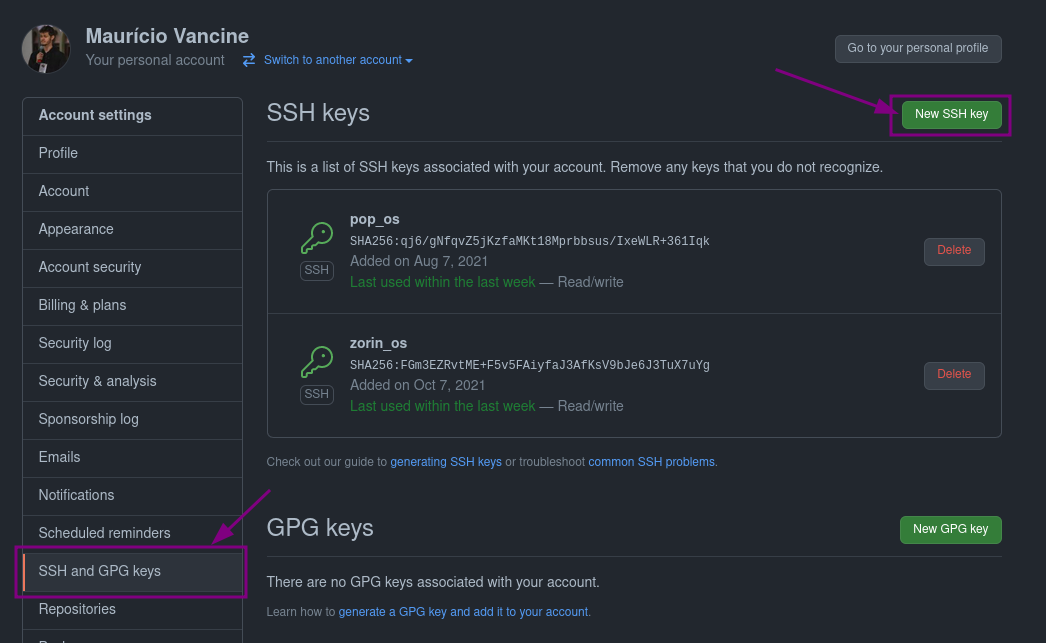 Maurício Vancine
Your personal account
Switch to another account
Go to your personal profile
Account settings
Profile
Account
Appearance
Account security
Billing & plans
Security log
Security & analysis
Sponsorship log
Emails
Notifications
Scheduled reminders
SSH and GPG keys
Repositories
SSH keys
New SSH key
This is a list of SSH keys associated with your account. Remove any keys that you do not recognize.
pop_os
SHA256:qj6/gNfqvZ5jKzfaMKt18Mprbbsus/IxeWLR+361Iqk
Added on Aug 7, 2021
Last used within the last week — Read/write
SSH
Delete
zorin_os
SHA256:FGm3EZRvtME+F5v5FAiyfaJ3AfKsV9bJe6J3TuX7uYg
Added on Oct 7, 2021
Last used within the last week — Read/write
SSH
Delete
Check out our guide to generating SSH keys or troubleshoot common SSH problems.
GPG keys
New GPG key
There are no GPG keys associated with your account.
Learn how to generate a GPG key and add it to your account.